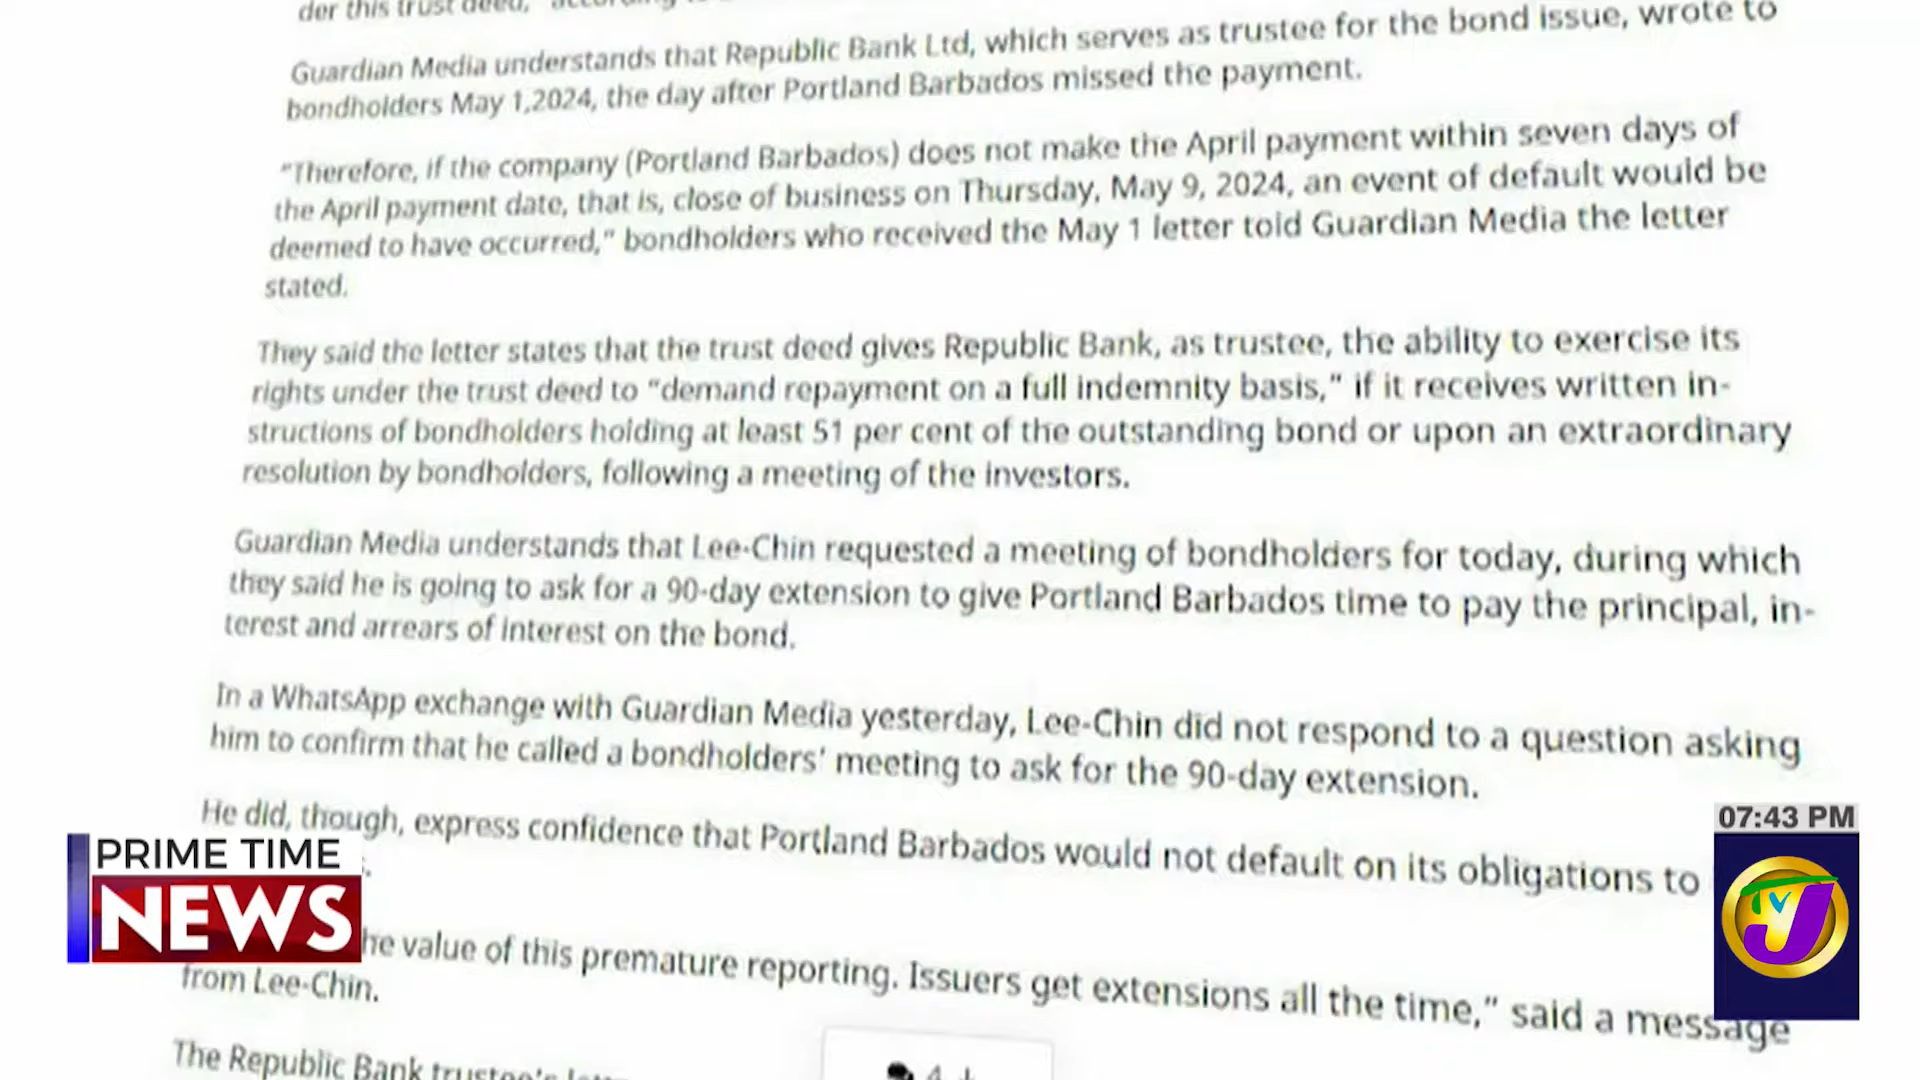 der this trust deed,"
Guardian Media understands that Republic Bank Ltd, which serves as trustee for the bond issue, wrote to
bondholders May 1,2024, the day after Portland Barbados missed the payment.
"Therefore, if the company (Portland Barbados) does not make the April payment within seven days of
the April payment date, that is, close of business on Thursday, May 9, 2024, an event of default would be
deemed to have occurred," bondholders who received the May 1 letter told Guardian Media the letter
stated.
They said the letter states that the trust deed gives Republic Bank, as trustee, the ability to exercise its
rights under the trust deed to "demand repayment on a full indemnity basis," if it receives written in-
structions of bondholders holding at least 51 per cent of the outstanding bond or upon an extraordinary
resolution by bondholders, following a meeting of the investors.
Guardian Media understands that Lee-Chin requested a meeting of bondholders for today, during which
they said he is going to ask for a 90-day extension to give Portland Barbados time to pay the principal, in-
terest and arrears of interest on the bond.
In a WhatsApp exchange with Guardian Media yesterday, Lee-Chin did not respond to a question asking
him to confirm that he called a bondholders' meeting to ask for the 90-day extension.
He did, though, express confidence that Portland Barbados would not default on its obligations to
value of this premature reporting. Issuers get extensions all the time," said a message
from Lee-Chin.
The Republic Bank trustee's
PRIME TIME
NEWS
07:43 PM
TVJ